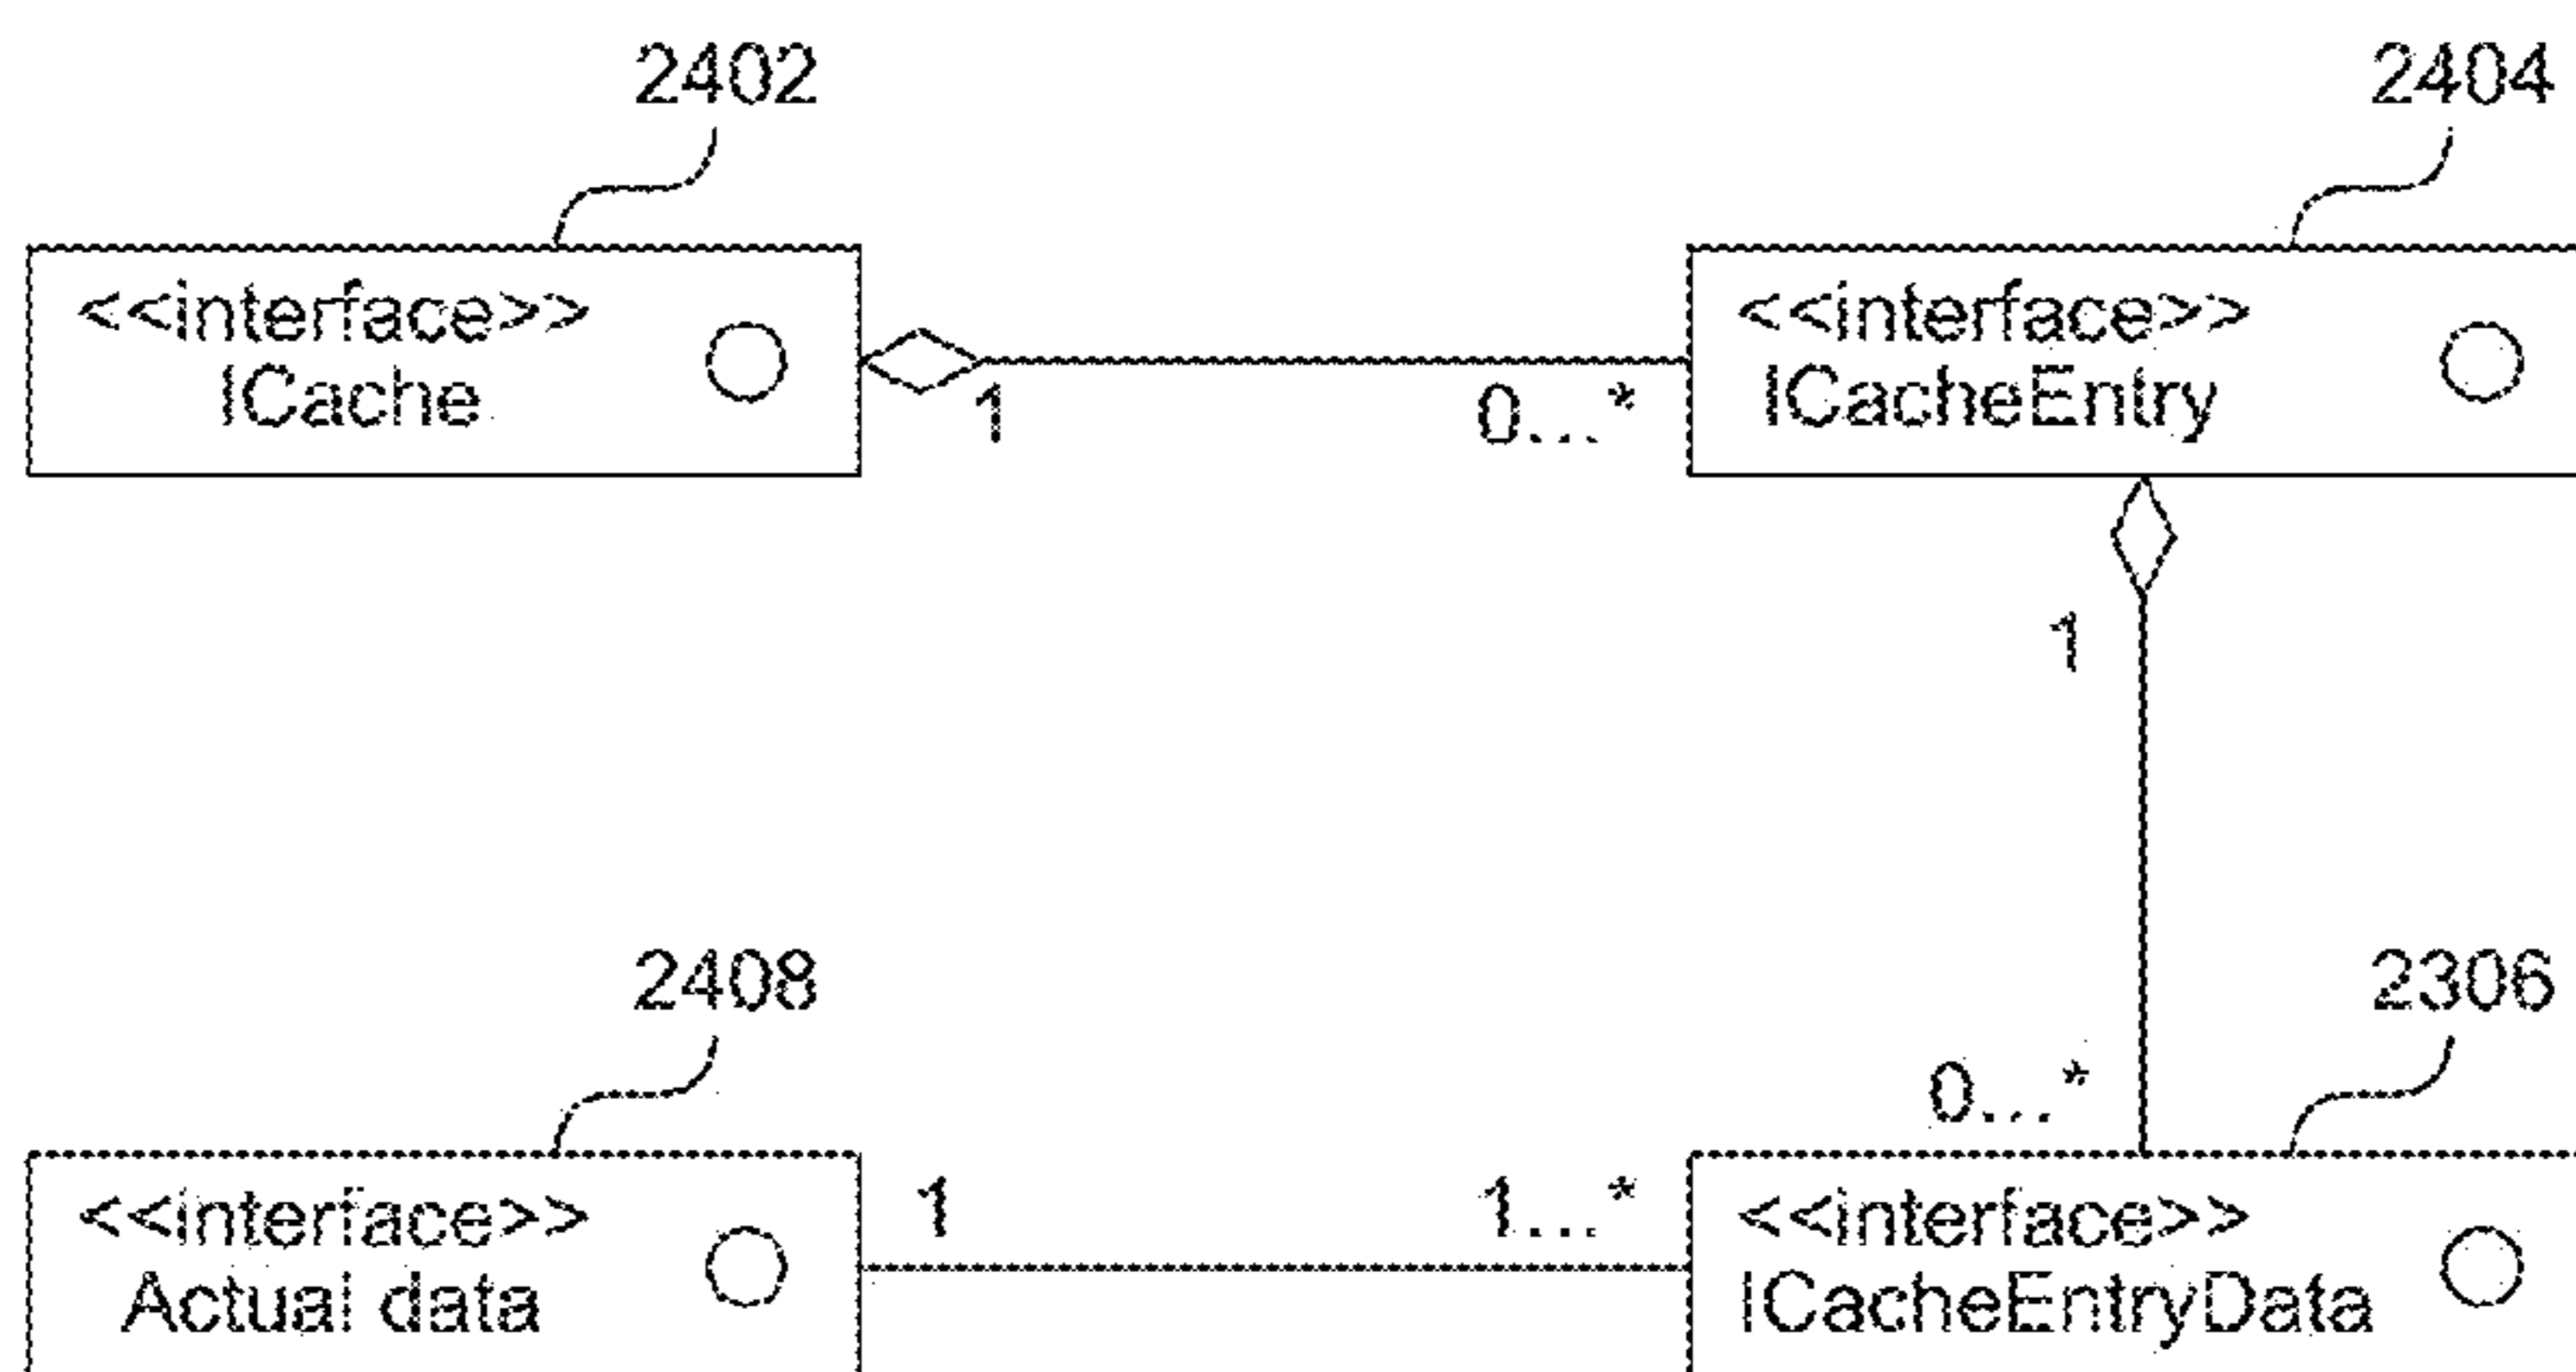 2402
2404
<<interface>>
ICache
<<interface>>
ICacheEntry
1
0...*
1
2408
2306
0...*
<<interface>>
Actual data
1
1...*
<<interface>>
ICacheEntryData